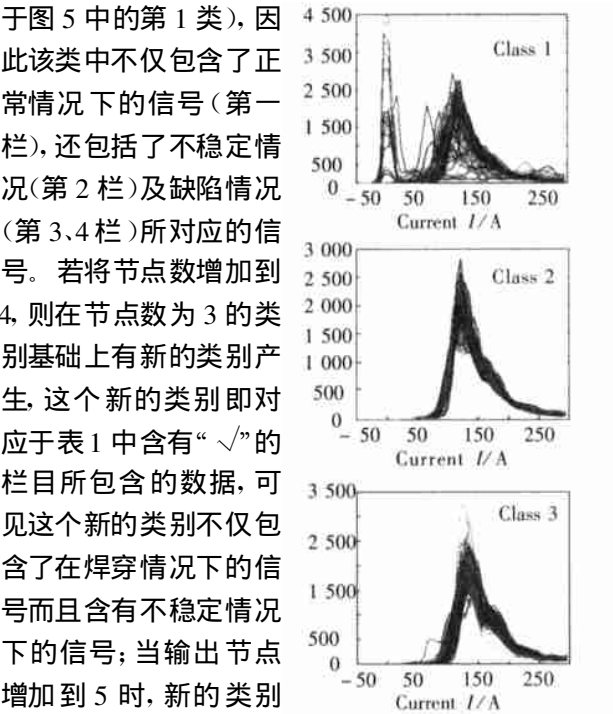 于图 5 中的第 1 类), 因
此该类中不仅包含了正
常情况下的信号(第一
栏), 还包括了不稳定情
况(第 2 栏)及缺陷情况
(第 3、4 栏)所对应的信
号。若将节点数增加到
4, 则在节点数为 3 的类
别基础上有新的类别产
生, 这个新的类别即对
应于表 1 中含有“√”的
栏目所包含的数据, 可
见这个新的类别不仅包
含了在焊穿情况下的信
号而且含有不稳定情况
下的信号; 当输出节点
增加到 5 时, 新的类别
4 500
Class 1
3 500
2 500
1 500
500
0
- 50 50 150 250
Current I/A
3 000
Class 2
2 500
2 000
1 500
1 000
500
0
- 50 50 150 250
Current I/A
3 500
Class 3
2 500
1 500
500
0
- 50 50 150 250
Current I/A